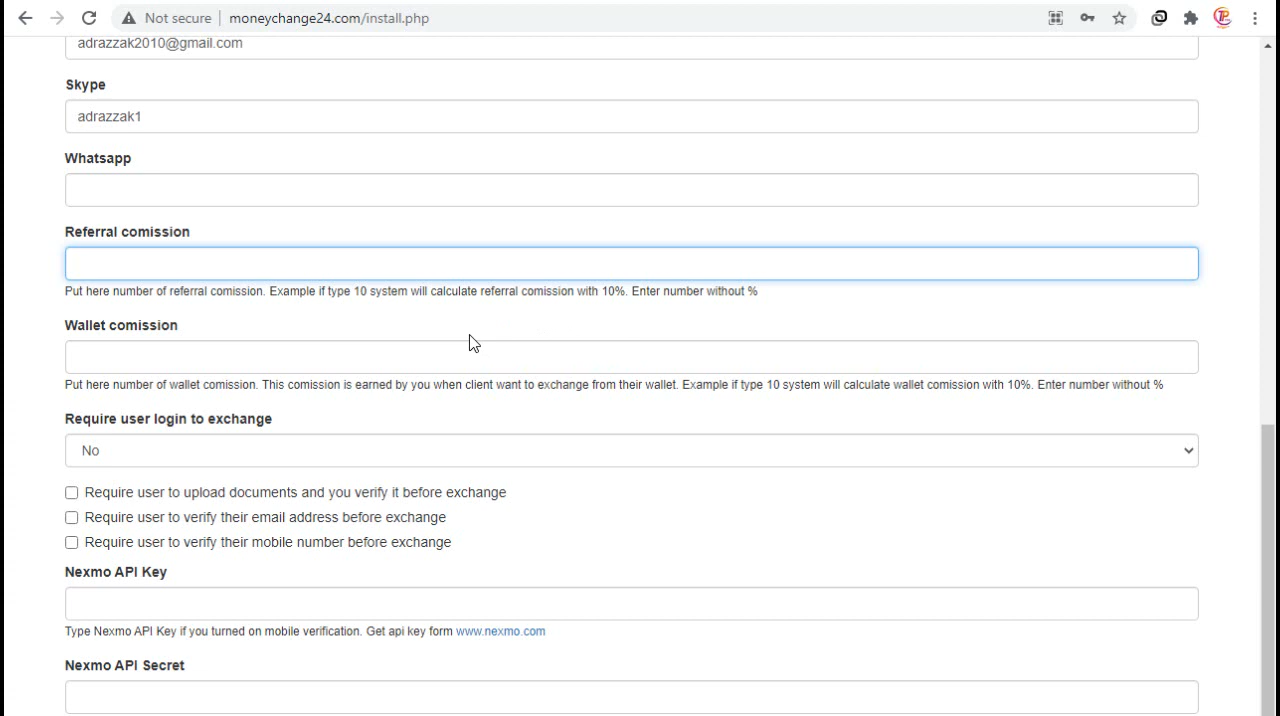 Not secure
moneychange24.com/install.php
adrazzak2010@gmail.com
Skype
adrazzak1
Whatsapp
Referral comission
Put here number of referral comission. Example if type 10 system will calculate referral comission with 10%. Enter number without %
Wallet comission
Put here number of wallet comission. This comission is earned by you when client want to exchange from their wallet. Example if type 10 system will calculate wallet comission with 10%. Enter number without %
Require user login to exchange
No
Require user to upload documents and you verify it before exchange
Require user to verify their email address before exchange
Require user to verify their mobile number before exchange
Nexmo API Key
Type Nexmo API Key if you turned on mobile verification. Get api key form www.nexmo.com
Nexmo API Secret